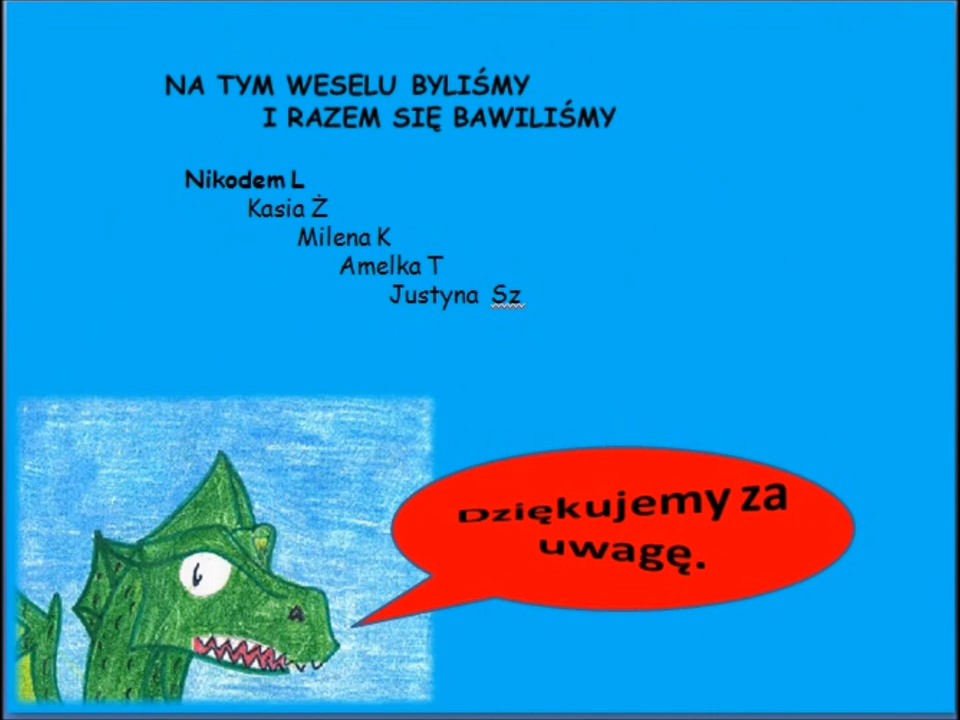 NA TYM WESELU BYLIŚMY
I RAZEM SIĘ BAWILIŚMY
Nikodem L
Kasia Ż
Milena K
Amelka T
Justyna Sz
Dziękujemy za
uwagę.